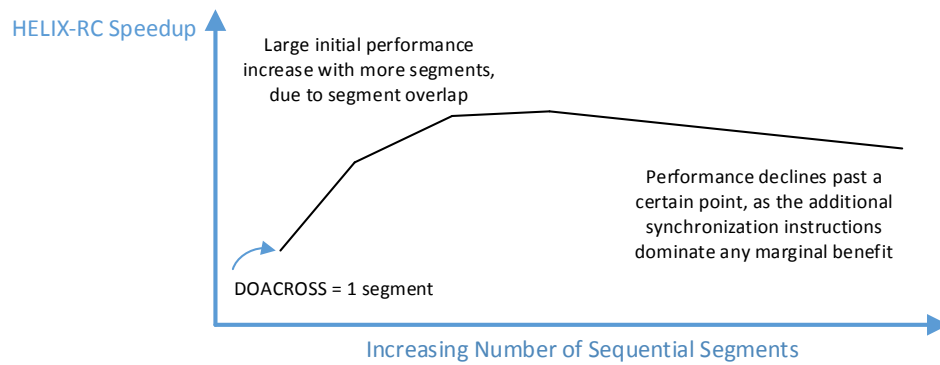 HELIX-RC Speedup
Large initial performance
increase with more segments,
due to segment overlap
Performance declines past a
certain point, as the additional
synchronization instructions
dominate any marginal benefit
DOACROSS = 1 segment
Increasing Number of Sequential Segments